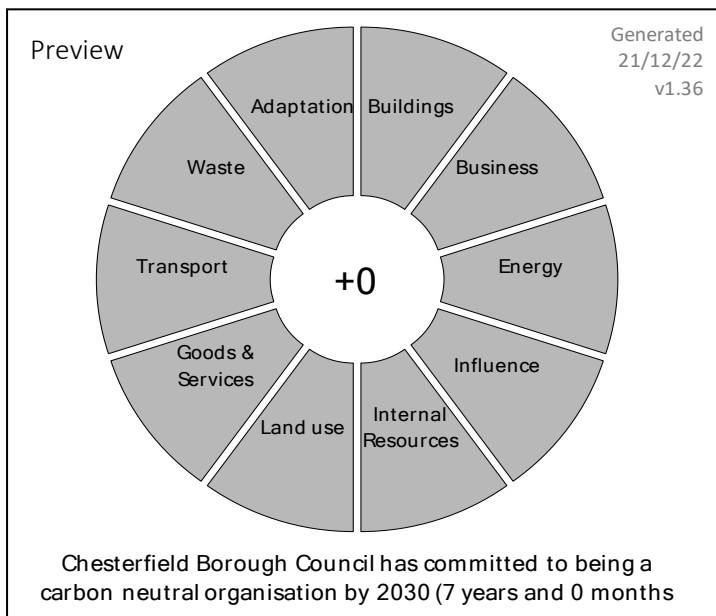 Preview
Generated
21/12/22
v1.36
Adaptation
Buildings
Waste
Business
Transport
+0
Energy
Goods &
Services
Influence
Land use
Internal
Resources
Chesterfield Borough Council has committed to being a
carbon neutral organisation by 2030 (7 years and 0 months